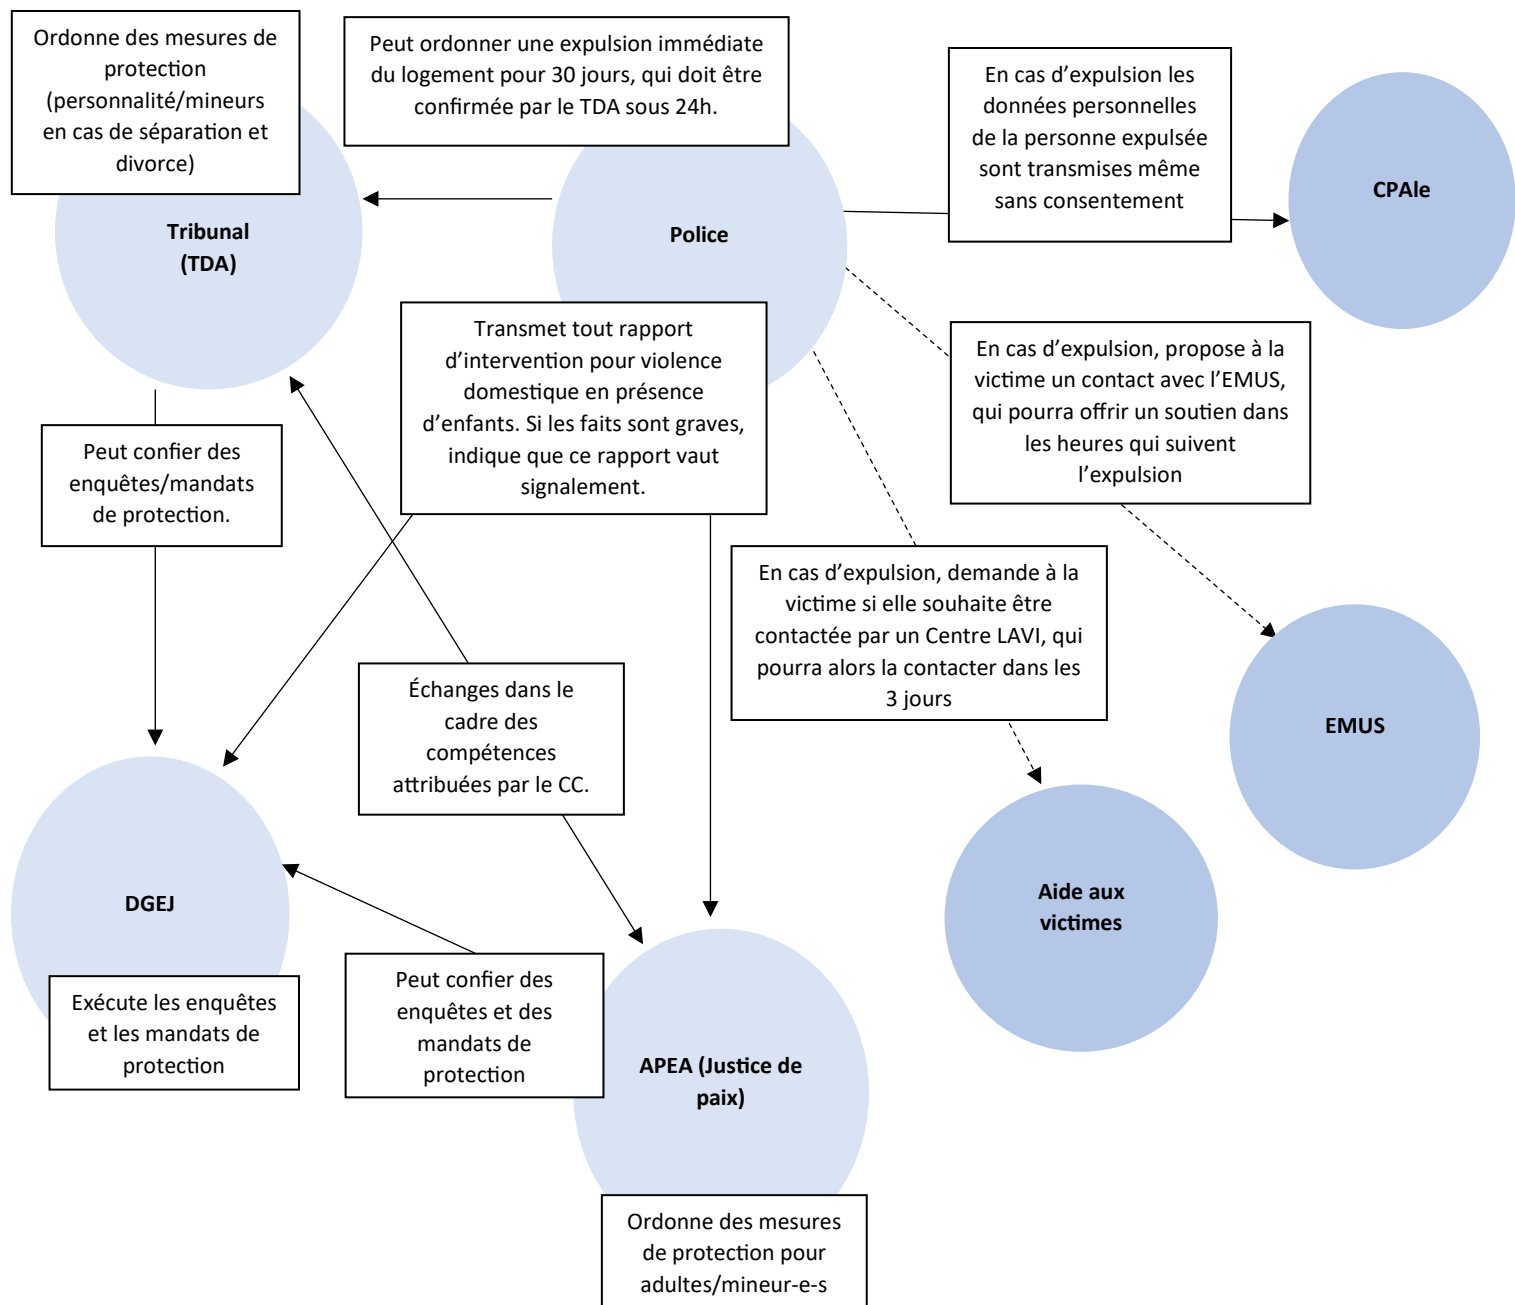 Ordonne des mesures de
protection
(personnalité/mineurs
en cas de séparation et
divorce)
Peut ordonner une expulsion immédiate
du logement pour 30 jours, qui doit être
confirmée par le TDA sous 24h.
En cas d’expulsion les
données personnelles
de la personne expulsée
sont transmises même
sans consentement
CPAle
Tribunal
(TDA)
Police
Transmet tout rapport
d’intervention pour violence
domestique en présence
d’enfants. Si les faits sont graves,
indique que ce rapport vaut
signalement.
En cas d’expulsion, propose à la
victime un contact avec l’EMUS,
qui pourra offrir un soutien dans
les heures qui suivent
l’expulsion
Peut confier des
enquêtes/mandats
de protection.
En cas d’expulsion, demande à la
victime si elle souhaite être
contactée par un Centre LAVI, qui
pourra alors la contacter dans les
3 jours
Échanges dans le
cadre des
compétences
attribuées par le CC.
EMUS
DGEJ
Aide aux
victimes
Exécute les enquêtes
et les mandats de
protection
Peut confier des
enquêtes et des
mandats de
protection
APEA (Justice de
paix)
Ordonne des mesures
de protection pour
adultes/mineur-e-s